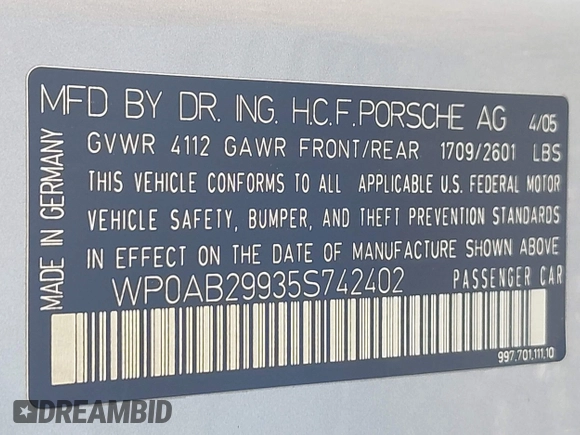 MFD BY DR. ING. H.C.F.PORSCHE AG 4/05
GVWR 4112 GAWR FRONT/REAR 1709/2601 LBS
THIS VEHICLE CONFORMS TO ALL APPLICABLE U.S. FEDERAL MOTOR
VEHICLE SAFETY, BUMPER, AND THEFT PREVENTION STANDARDS
IN EFFECT ON THE DATE OF MANUFACTURE SHOWN ABOVE
WP0AB29935S742402 PASSENGER CAR
997.701.111.10
MADE IN GERMANY
DREAMBID